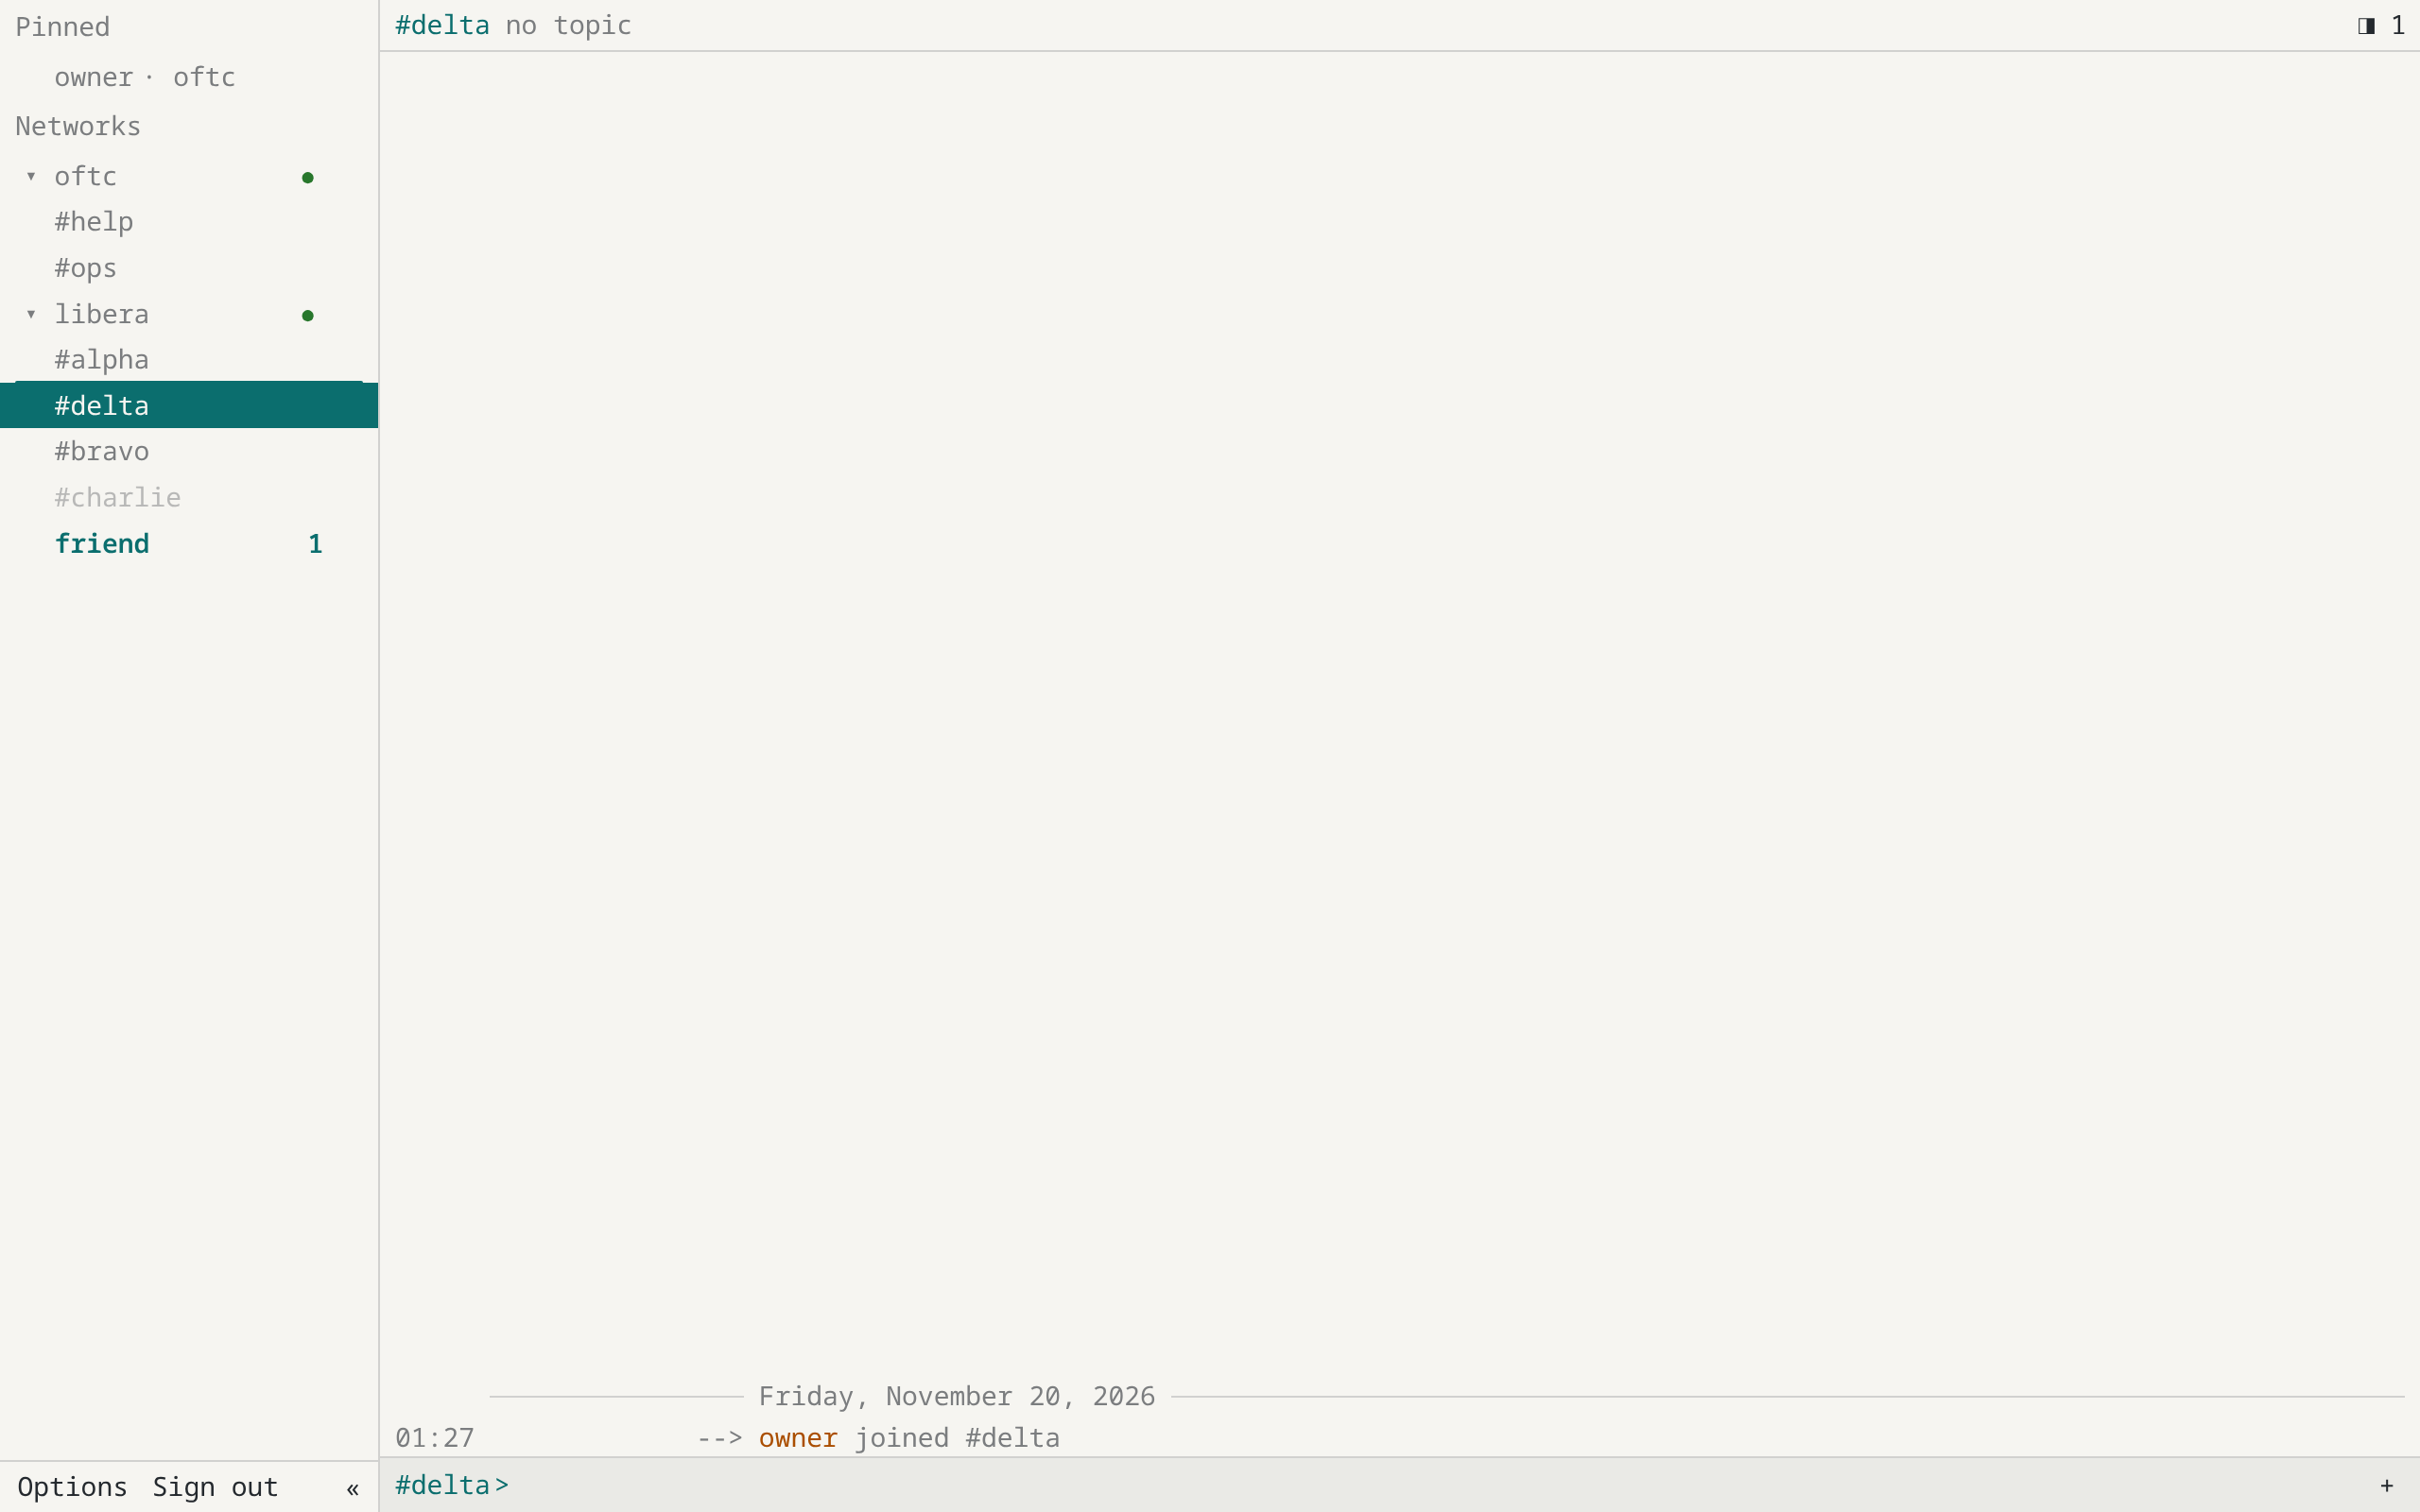 Pinned
owner · oftc
Networks
▾ oftc ●
#help
#ops
▾ libera ●
#alpha
#delta
#bravo
#charlie
friend 1
Options Sign out «
#delta no topic ◨ 1
Friday, November 20, 2026
01:27 --> owner joined #delta
#delta> +